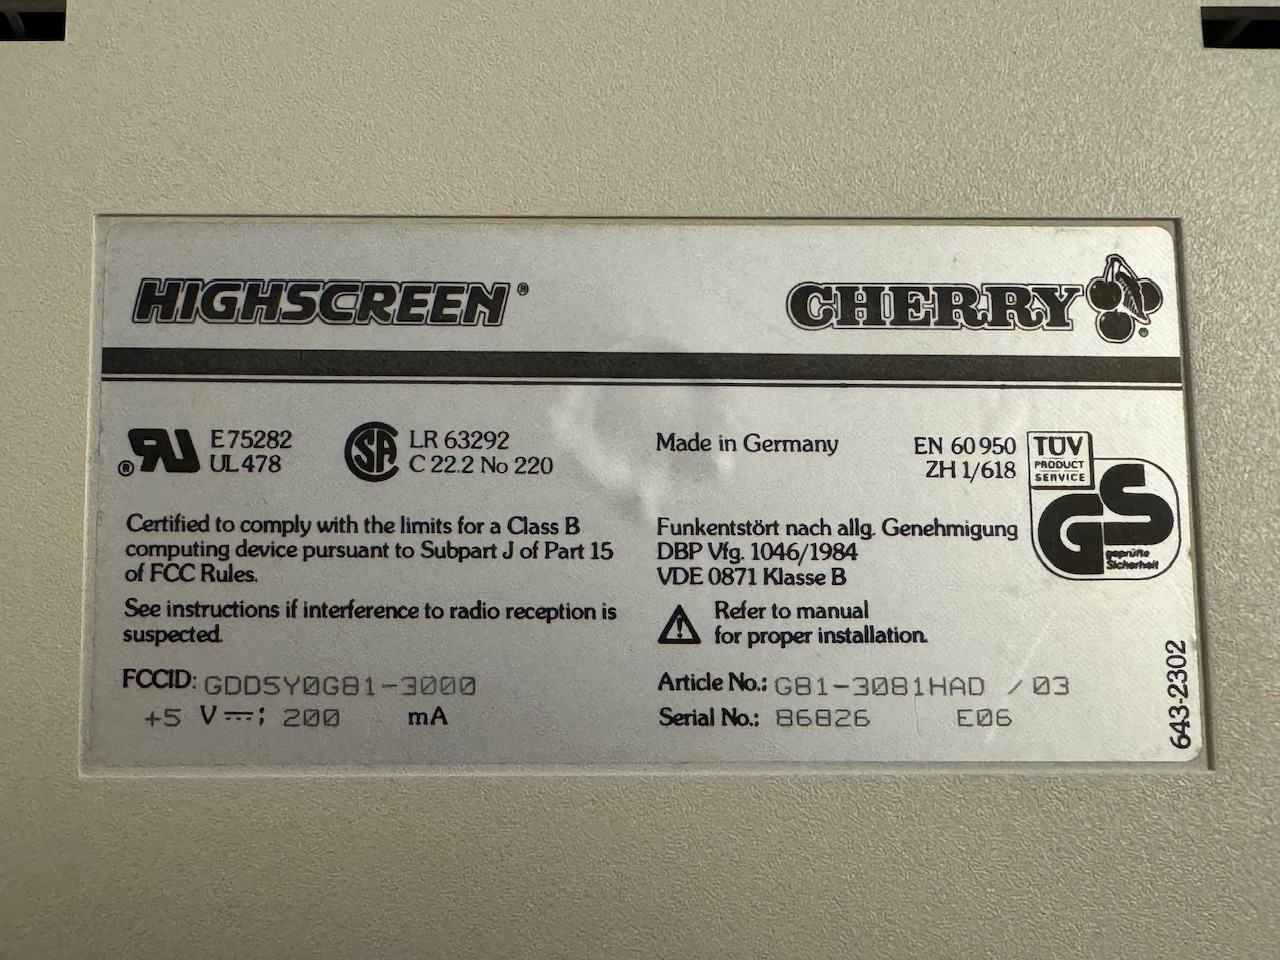 HIGHSCREEN®
CHERRY ®
® RU E 75282
UL 478
SA LR 63292
C 22.2 No 220
Made in Germany
EN 60 950
ZH 1/618
TÜV
PRODUCT
SERVICE
GS
geprüfte
Sicherheit
Certified to comply with the limits for a Class B
computing device pursuant to Subpart J of Part 15
of FCC Rules.
See instructions if interference to radio reception is
suspected.
Funkentstört nach allg. Genehmigung
DBP Vfg. 1046/1984
VDE 0871 Klasse B
Refer to manual
for proper installation.
FCCID: GDD5Y0G81-3000
+5 V⎓; 200 mA
Article No.: G81-3081HAD / 03
Serial No.: 86826 E06
643-2302